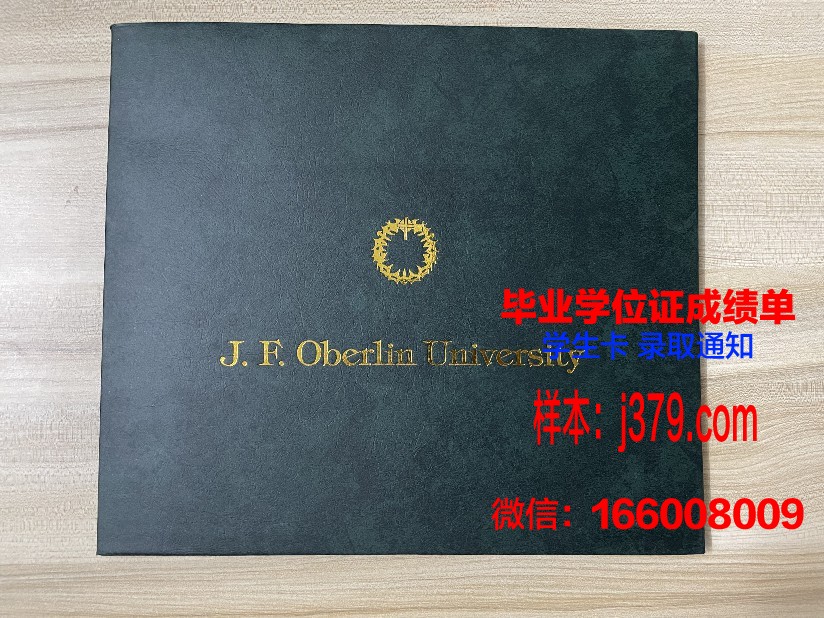 毕业学位证成绩单
学生卡 录取通知
J. F. Oberlin University
样本：j379.com
微信：166008009